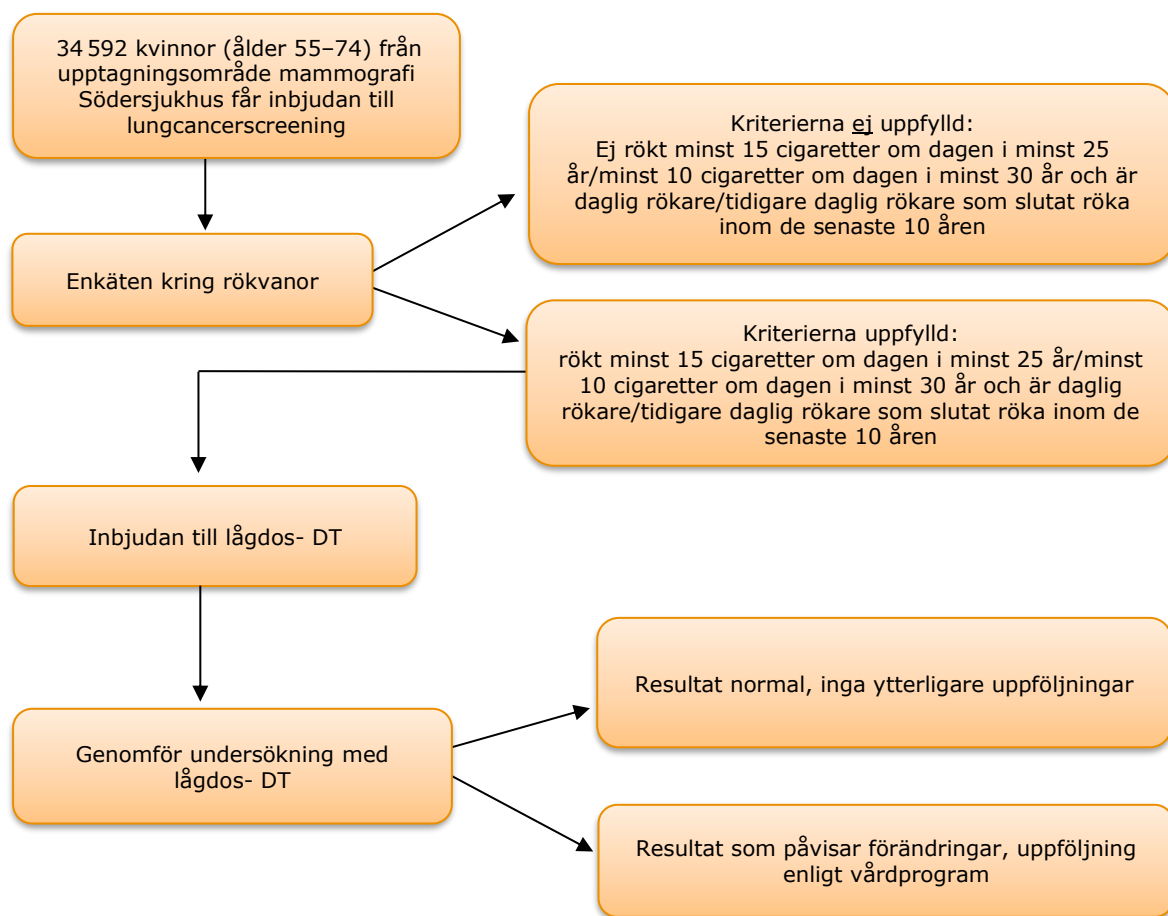 34 592 kvinnor (ålder 55–74) från
upptagningsområde mammografi
Södersjukhus får inbjudan till
lungcancerscreening
Kriterierna ej uppfylld:
Ej rökt minst 15 cigaretter om dagen i minst 25
år/minst 10 cigaretter om dagen i minst 30 år och är
daglig rökare/tidigare daglig rökare som slutat röka
inom de senaste 10 åren
Enkäten kring rökvanor
Kriterierna uppfylld:
rökt minst 15 cigaretter om dagen i minst 25 år/minst
10 cigaretter om dagen i minst 30 år och är daglig
rökare/tidigare daglig rökare som slutat röka inom de
senaste 10 åren
Inbjudan till lågdos- DT
Genomför undersökning med
lågdos- DT
Resultat normal, inga ytterligare uppföljningar
Resultat som påvisar förändringar, uppföljning
enligt vårdprogram